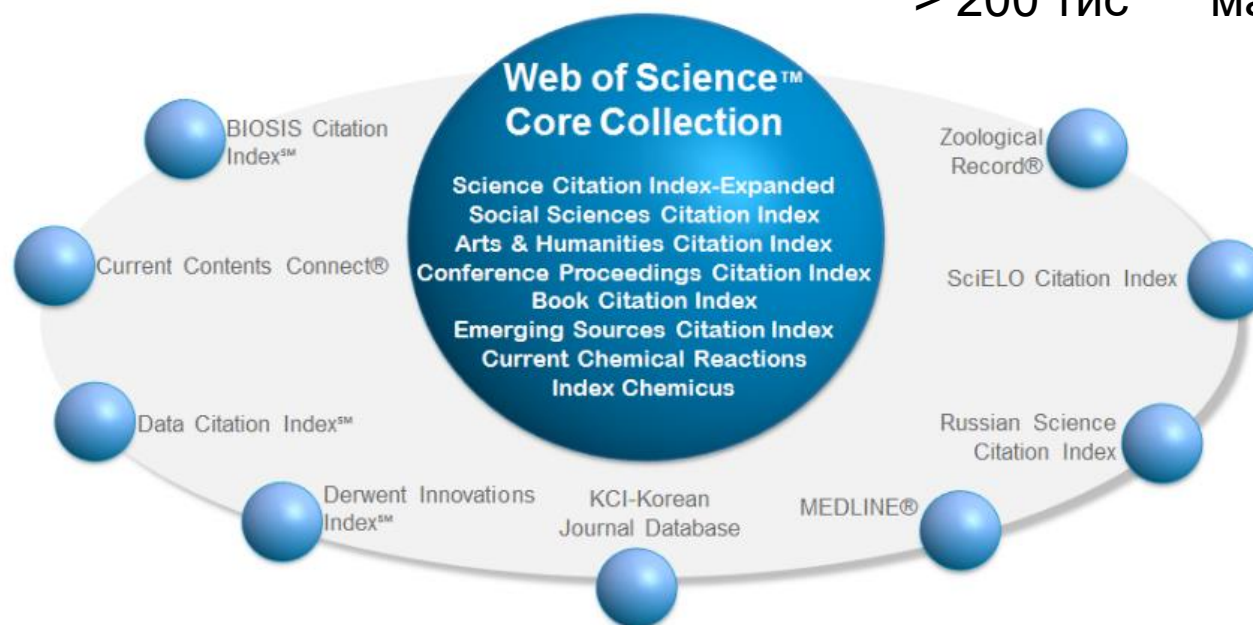 > 200 тис
Web of Science™
Core Collection
Science Citation Index-Expanded
Social Sciences Citation Index
Arts & Humanities Citation Index
Conference Proceedings Citation Index
Book Citation Index
Emerging Sources Citation Index
Current Chemical Reactions
Index Chemicus
BIOSIS Citation
Index℠
Current Contents Connect®
Data Citation Index℠
Derwent Innovations
Index℠
KCI-Korean
Journal Database
MEDLINE®
Russian Science
Citation Index
SciELO Citation Index
Zoological
Record®